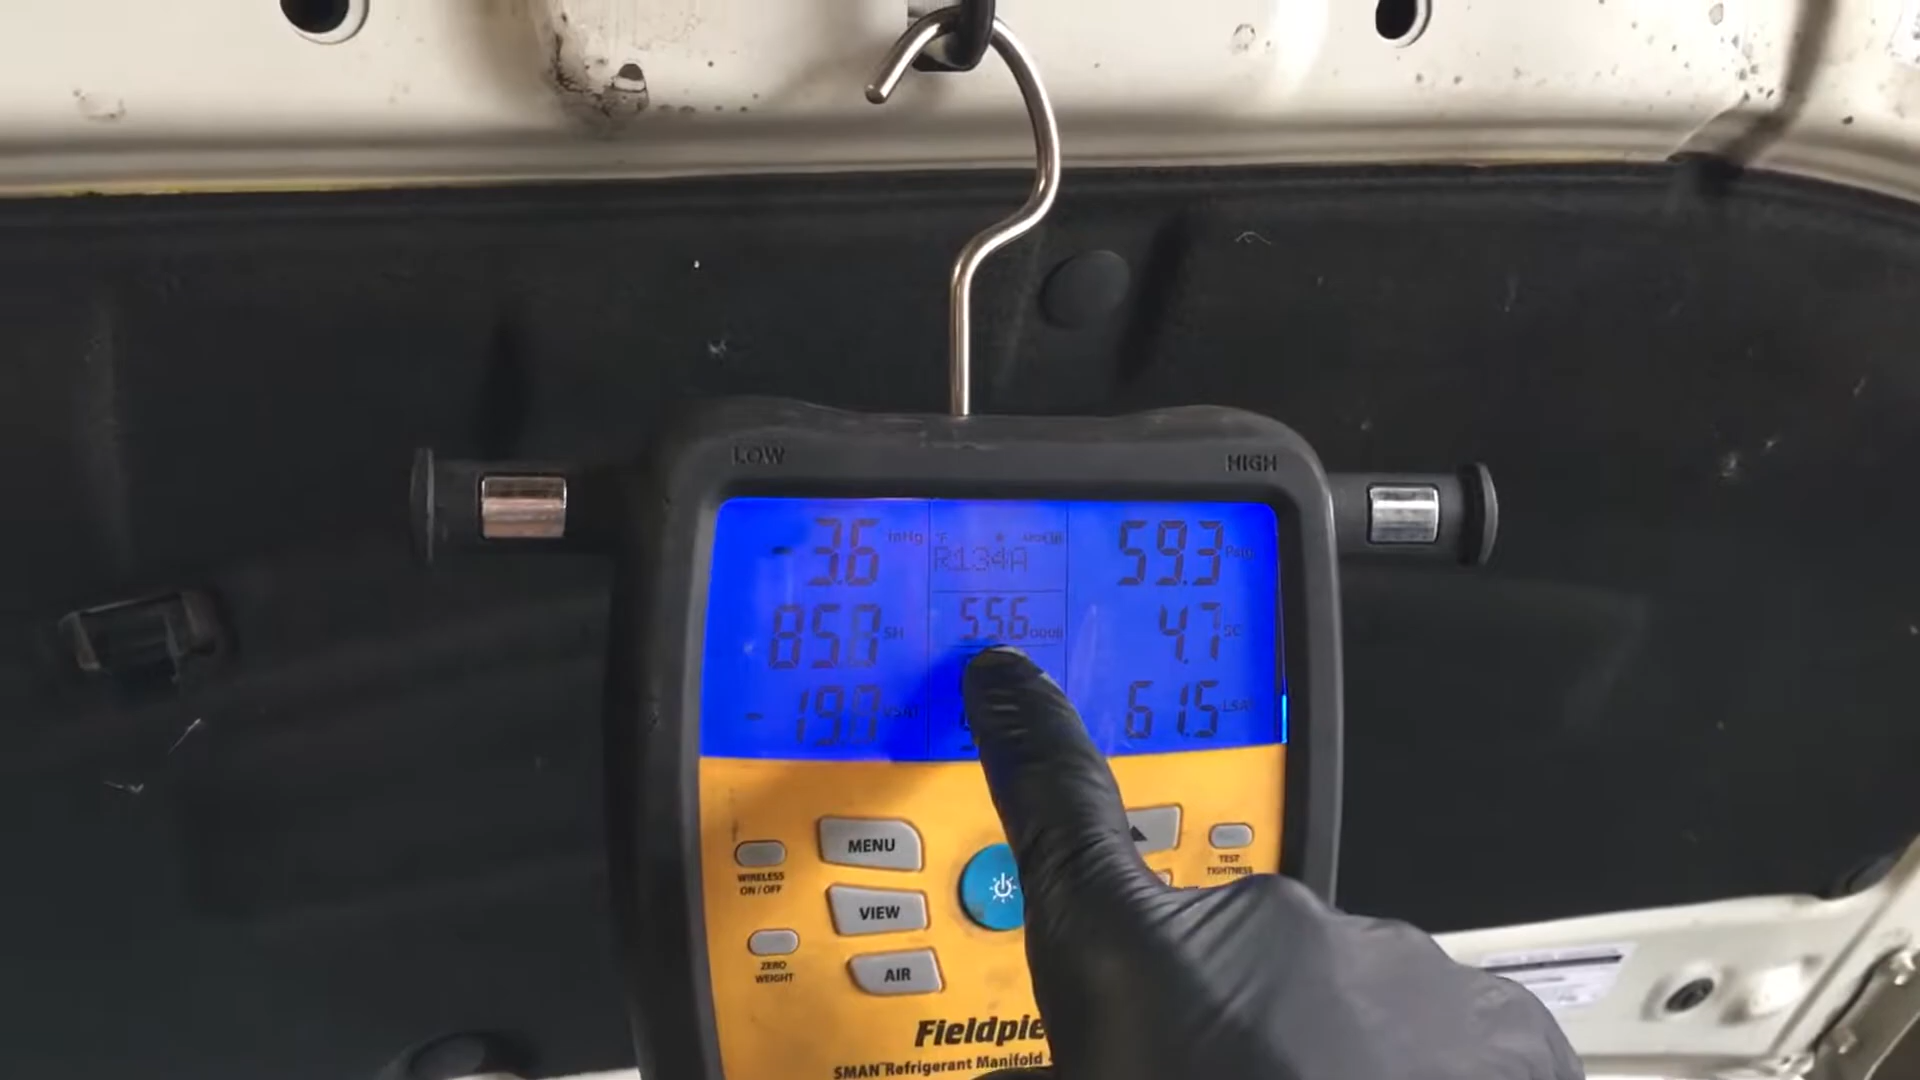 LOW
HIGH
-3.6 inHg
R134A
59.3 Psig
85.8 SH
55.6
4.7 SC
-19.8 VSAT
61.5 LSAT
MENU
VIEW
AIR
WIRELESS
ON / OFF
ZERO
WEIGHT
TEST
TIGHTNESS
Fieldpie
SMAN Refrigerant Manifold